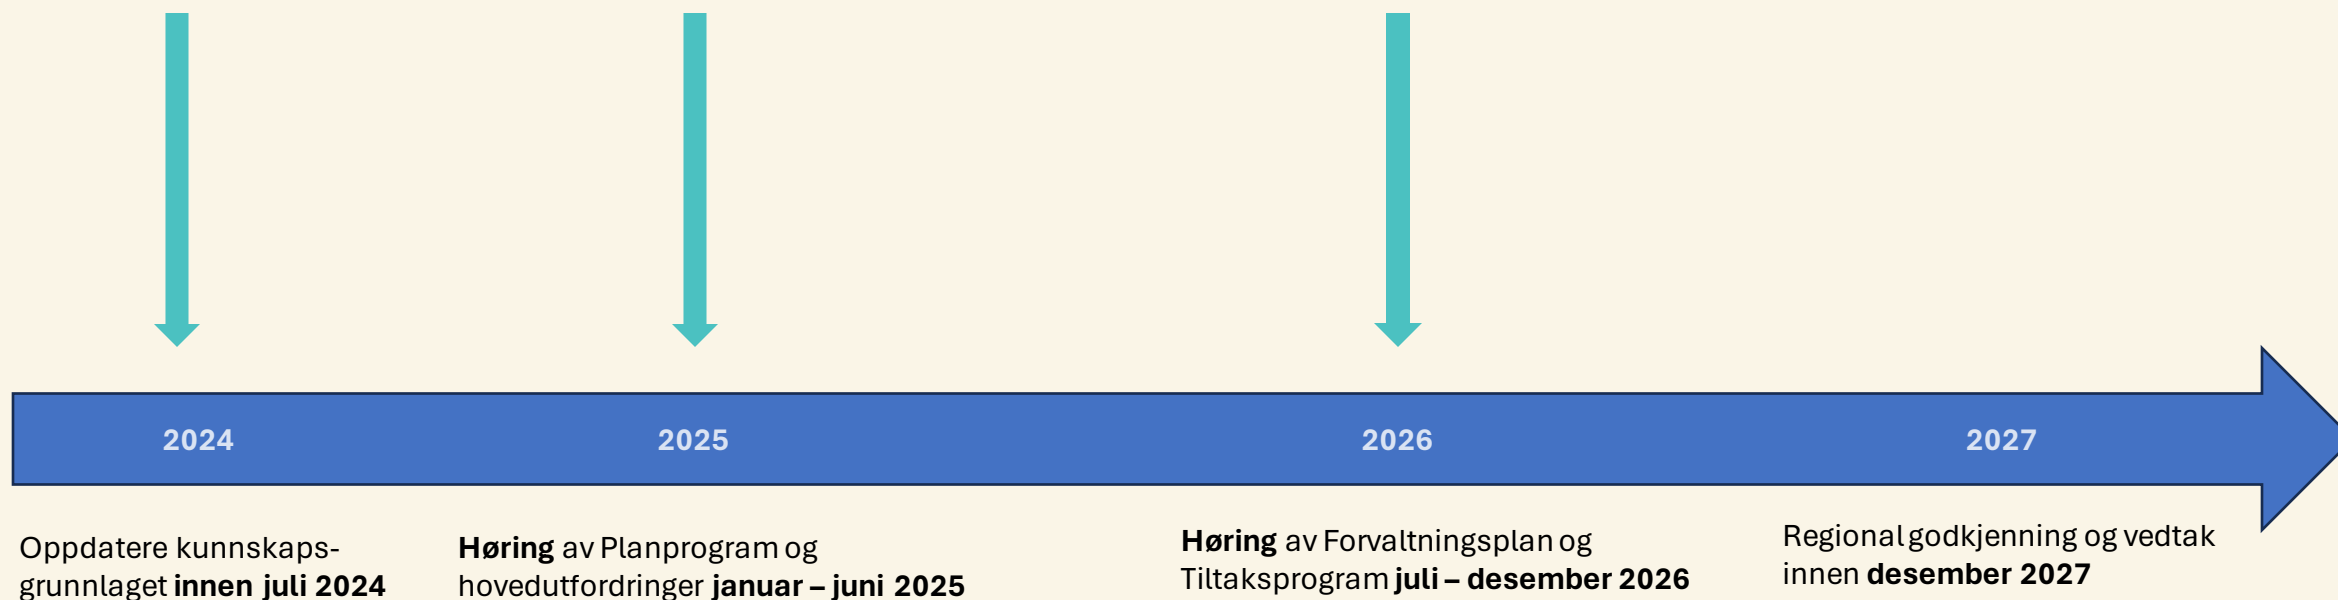 2024
2025
2026
2027
Oppdatere kunnskaps-
grunnlaget innen juli 2024
Høring av Planprogram og
hovedutfordringer januar – juni 2025
Høring av Forvaltningsplan og
Tiltaksprogram juli – desember 2026
Regional godkjenning og vedtak
innen desember 2027